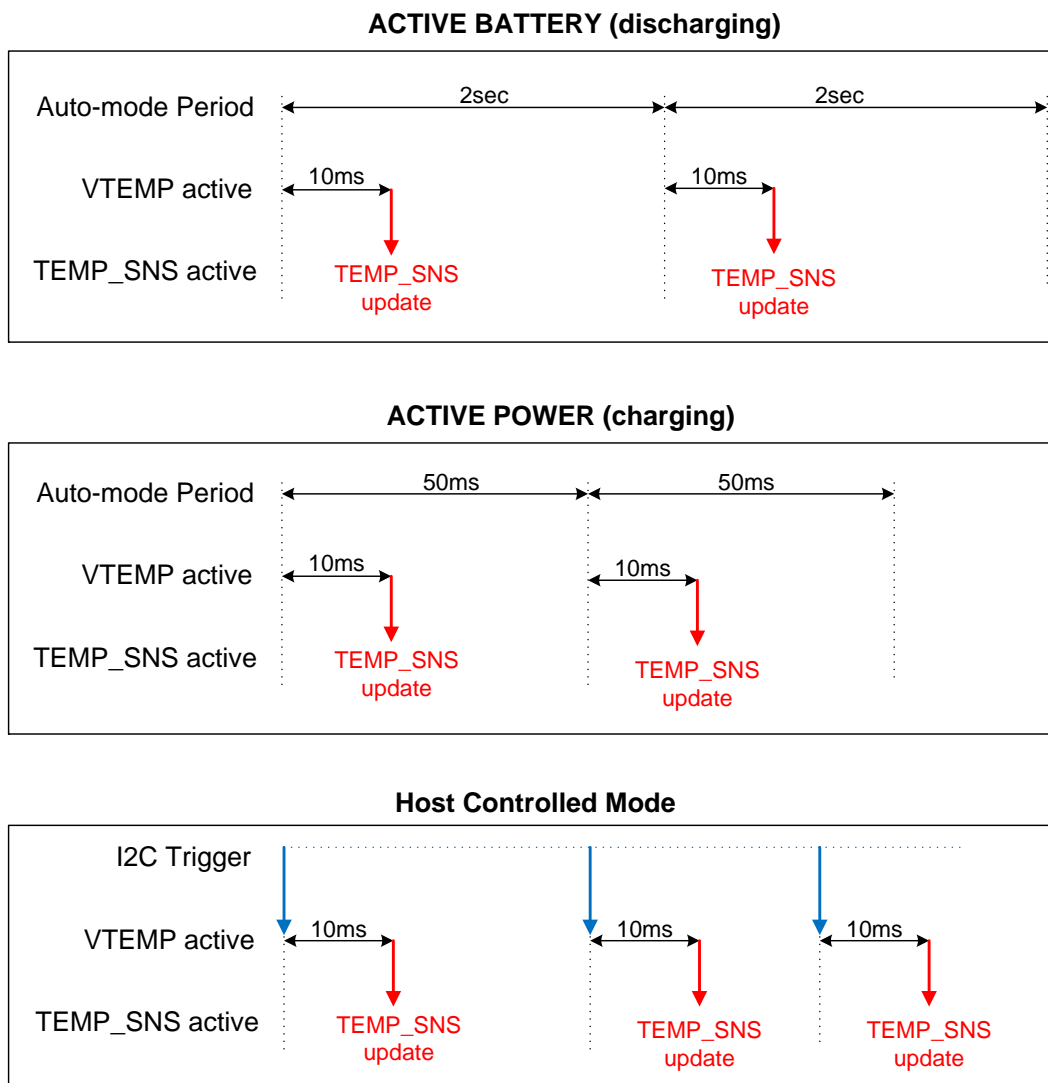 ACTIVE BATTERY (discharging)
Auto-mode Period
2sec
2sec
VTEMP active
10ms
10ms
TEMP_SNS active
TEMP_SNS
update
TEMP_SNS
update
ACTIVE POWER (charging)
Auto-mode Period
50ms
50ms
VTEMP active
10ms
10ms
TEMP_SNS active
TEMP_SNS
update
TEMP_SNS
update
Host Controlled Mode
I2C Trigger
VTEMP active
10ms
10ms
10ms
TEMP_SNS active
TEMP_SNS
update
TEMP_SNS
update
TEMP_SNS
update